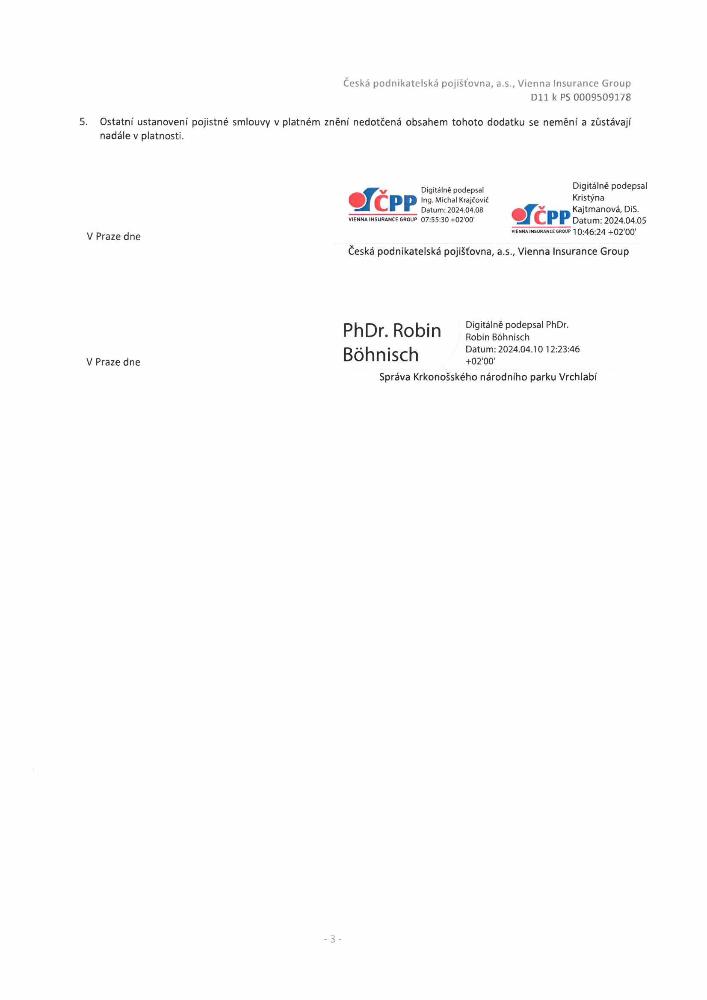 Česká podnikatelská pojišťovna, a.s., Vienna Insurance Group
D11 k PS 0009509178
5. Ostatní ustanovení pojistné smlouvy v platném znění nedotčená obsahem tohoto dodatku se nemění a zůstávají
nadále v platnosti.
ČPP
VIENNA INSURANCE GROUP
Digitálně podepsal
Ing. Michal Krajčovič
Datum: 2024.04.08
07:55:30 +02'00'
ČPP
VIENNA INSURANCE GROUP
Digitálně podepsal
Kristýna
Kajtmanová, DiS.
Datum: 2024.04.05
10:46:24 +02'00'
V Praze dne
Česká podnikatelská pojišťovna, a.s., Vienna Insurance Group
PhDr. Robin
Böhnisch
Digitálně podepsal PhDr.
Robin Böhnisch
Datum: 2024.04.10 12:23:46
+02'00'
V Praze dne
Správa Krkonošského národního parku Vrchlabí
- 3 -